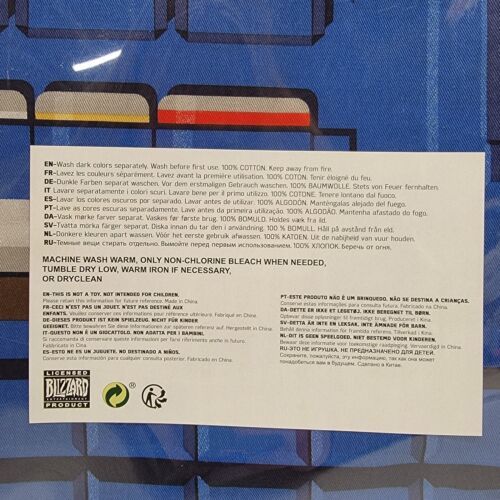 EN-Wash dark colors separately. Wash before first use. 100% COTTON. Keep away from fire.
FR-Lavez les couleurs séparément. Lavez avant la première utilisation. 100% COTON. Tenir éloigné du feu.
DE-Dunkle Farben separat waschen. Vor dem erstmaligen Gebrauch waschen. 100% BAUMWOLLE. Stets von Feuer fernhalten.
IT-Lavare separatamente i colori scuri. Lavare bene per il primo utilizzo. 100% COTONE. Tenere lontano dal fuoco.
ES-Lavar los colores oscuros por separado. Lavar antes de utilizar. 100% ALGODÓN. Manténgalas alejado del fuego.
PT-Lave as cores escuras separadamente. Lave antes da primeira utilização. 100% ALGODÃO. Mantenha afastado do fogo.
DA-Vask mørke farver separat. Vaskes før første brug. 100% BOMULD. Holdes væk fra ild.
SV-Tvätta mörka färger separat. Diska innan du tar den i användning. 100 % BOMULL. Håll på avstånd från eld.
NL-Donkere kleuren apart wassen. Vóór het eerste gebruik afwassen. 100% KATOEN. Uit de nabijheid van vuur houden.
RU-Темные вещи стирать отдельно. Вымойте перед первым использованием. 100% ХЛОПОК. Беречь от огня.
MACHINE WASH WARM, ONLY NON-CHLORINE BLEACH WHEN NEEDED,
TUMBLE DRY LOW, WARM IRON IF NECESSARY,
OR DRYCLEAN
EN-THIS IS NOT A TOY, NOT INTENDED FOR CHILDREN.
Please retain this information for future reference. Made in China.
FR-CECI N'EST PAS UN JOUET. N'EST PAS DESTINÉ AUX
ENFANTS. Veuillez conserver ces informations pour vous y référer ultérieurement. Fabriqué en Chine.
DE-DIESES PRODUKT IST KEIN SPIELZEUG. NICHT FÜR KINDER
GEEIGNET. Bitte bewahren Sie diese Informationen zur späteren Referenz auf. Hergestellt in China.
IT-QUESTO NON È UN GIOCATTOLO. NON ADATTO PER I BAMBINI.
Si raccomanda di conservare queste informazioni per ogni eventuale riferimento futuro.
Fabbricato in China.
ES-ESTO NO ES UN JUGUETE. NO DESTINADO A NIÑOS.
Conserve esta información para cualquier consulta posterior. Fabricado en China.
PT-ESTE PRODUTO NÃO É UM BRINQUEDO. NÃO SE DESTINA A CRIANÇAS.
Conserve esta informação para consultas futuras. Fabricado na China.
DA-DETTE ER IKKE ET LEGETØJ. IKKE BEREGNET TIL BØRN.
Opbevar disse oplysninger til fremtidig brug. Produceret i Kina.
SV-DETTA ÄR INTE EN LEKSAK. INTE ÄMNADE FÖR BARN.
Behåll denna information för framtida referens. Tillverkad i Kina.
NL-DIT IS GEEN SPEELGOED. NIET BESTEMD VOOR KINDEREN.
Bewaar deze informatie voor toekomstige raadpleging. Vervaardigd in China.
RU-ЭТО НЕ ИГРУШКА. НЕ ПРЕДНАЗНАЧЕНО ДЛЯ ДЕТЕЙ.
Сохраните, пожалуйста, эту информацию, так как она может
понадобиться вам в будущем. Сделано в Китае.
LICENSED
BLIZZARD
ENTERTAINMENT
PRODUCT